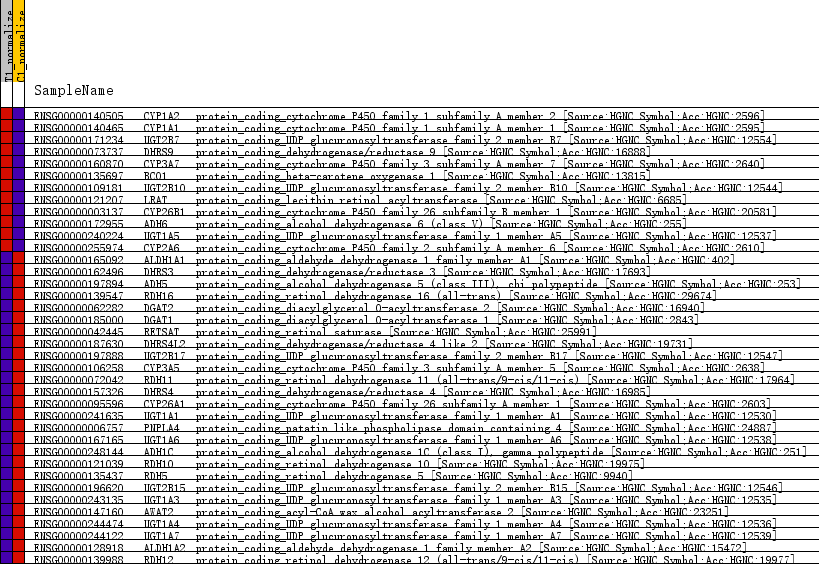 T1_normalize
C1_normalize
SampleName
ENSG00000140505 CYP1A2 protein_coding_cytochrome P450 family 1 subfamily A member 2 [Source:HGNC Symbol;Acc:HGNC:2596]
ENSG00000140465 CYP1A1 protein_coding_cytochrome P450 family 1 subfamily A member 1 [Source:HGNC Symbol;Acc:HGNC:2595]
ENSG00000171234 UGT2B7 protein_coding_UDP glucuronosyltransferase family 2 member B7 [Source:HGNC Symbol;Acc:HGNC:12554]
ENSG00000073737 DHRS9 protein_coding_dehydrogenase/reductase 9 [Source:HGNC Symbol;Acc:HGNC:16888]
ENSG00000160870 CYP3A7 protein_coding_cytochrome P450 family 3 subfamily A member 7 [Source:HGNC Symbol;Acc:HGNC:2640]
ENSG00000135697 BCO1 protein_coding_beta-carotene oxygenase 1 [Source:HGNC Symbol;Acc:HGNC:13815]
ENSG00000109181 UGT2B10 protein_coding_UDP glucuronosyltransferase family 2 member B10 [Source:HGNC Symbol;Acc:HGNC:12544]
ENSG00000121207 LRAT protein_coding_lecithin retinol acyltransferase [Source:HGNC Symbol;Acc:HGNC:6685]
ENSG00000003137 CYP26B1 protein_coding_cytochrome P450 family 26 subfamily B member 1 [Source:HGNC Symbol;Acc:HGNC:20581]
ENSG00000172955 ADH6 protein_coding_alcohol dehydrogenase 6 (class V) [Source:HGNC Symbol;Acc:HGNC:255]
ENSG00000240224 UGT1A5 protein_coding_UDP glucuronosyltransferase family 1 member A5 [Source:HGNC Symbol;Acc:HGNC:12537]
ENSG00000255974 CYP2A6 protein_coding_cytochrome P450 family 2 subfamily A member 6 [Source:HGNC Symbol;Acc:HGNC:2610]
ENSG00000165092 ALDH1A1 protein_coding_aldehyde dehydrogenase 1 family member A1 [Source:HGNC Symbol;Acc:HGNC:402]
ENSG00000162496 DHRS3 protein_coding_dehydrogenase/reductase 3 [Source:HGNC Symbol;Acc:HGNC:17693]
ENSG00000197894 ADH5 protein_coding_alcohol dehydrogenase 5 (class III), chi polypeptide [Source:HGNC Symbol;Acc:HGNC:253]
ENSG00000139547 RDH16 protein_coding_retinol dehydrogenase 16 (all-trans) [Source:HGNC Symbol;Acc:HGNC:29674]
ENSG00000062282 DGAT2 protein_coding_diacylglycerol O-acyltransferase 2 [Source:HGNC Symbol;Acc:HGNC:16940]
ENSG00000185000 DGAT1 protein_coding_diacylglycerol O-acyltransferase 1 [Source:HGNC Symbol;Acc:HGNC:2843]
ENSG00000042445 RETSAT protein_coding_retinol saturase [Source:HGNC Symbol;Acc:HGNC:25991]
ENSG00000187630 DHRS4L2 protein_coding_dehydrogenase/reductase 4 like 2 [Source:HGNC Symbol;Acc:HGNC:19731]
ENSG00000197888 UGT2B17 protein_coding_UDP glucuronosyltransferase family 2 member B17 [Source:HGNC Symbol;Acc:HGNC:12547]
ENSG00000106258 CYP3A5 protein_coding_cytochrome P450 family 3 subfamily A member 5 [Source:HGNC Symbol;Acc:HGNC:2638]
ENSG00000072042 RDH11 protein_coding_retinol dehydrogenase 11 (all-trans/9-cis/11-cis) [Source:HGNC Symbol;Acc:HGNC:17964]
ENSG00000157326 DHRS4 protein_coding_dehydrogenase/reductase 4 [Source:HGNC Symbol;Acc:HGNC:16985]
ENSG00000095596 CYP26A1 protein_coding_cytochrome P450 family 26 subfamily A member 1 [Source:HGNC Symbol;Acc:HGNC:2603]
ENSG00000241635 UGT1A1 protein_coding_UDP glucuronosyltransferase family 1 member A1 [Source:HGNC Symbol;Acc:HGNC:12530]
ENSG00000006757 PNPLA4 protein_coding_patatin like phospholipase domain containing 4 [Source:HGNC Symbol;Acc:HGNC:24887]
ENSG00000167165 UGT1A6 protein_coding_UDP glucuronosyltransferase family 1 member A6 [Source:HGNC Symbol;Acc:HGNC:12538]
ENSG00000248144 ADH1C protein_coding_alcohol dehydrogenase 1C (class I), gamma polypeptide [Source:HGNC Symbol;Acc:HGNC:251]
ENSG00000121039 RDH10 protein_coding_retinol dehydrogenase 10 [Source:HGNC Symbol;Acc:HGNC:19975]
ENSG00000135437 RDH5 protein_coding_retinol dehydrogenase 5 [Source:HGNC Symbol;Acc:HGNC:9940]
ENSG00000196620 UGT2B15 protein_coding_UDP glucuronosyltransferase family 2 member B15 [Source:HGNC Symbol;Acc:HGNC:12546]
ENSG00000243135 UGT1A3 protein_coding_UDP glucuronosyltransferase family 1 member A3 [Source:HGNC Symbol;Acc:HGNC:12535]
ENSG00000147160 AWAT2 protein_coding_acyl-CoA wax alcohol acyltransferase 2 [Source:HGNC Symbol;Acc:HGNC:23251]
ENSG00000244474 UGT1A4 protein_coding_UDP glucuronosyltransferase family 1 member A4 [Source:HGNC Symbol;Acc:HGNC:12536]
ENSG00000244122 UGT1A7 protein_coding_UDP glucuronosyltransferase family 1 member A7 [Source:HGNC Symbol;Acc:HGNC:12539]
ENSG00000128918 ALDH1A2 protein_coding_aldehyde dehydrogenase 1 family member A2 [Source:HGNC Symbol;Acc:HGNC:15472]
ENSG00000139988 RDH12 protein_coding_retinol dehydrogenase 12 (all-trans/9-cis/11-cis) [Source:HGNC Symbol;Acc:HGNC:19977]